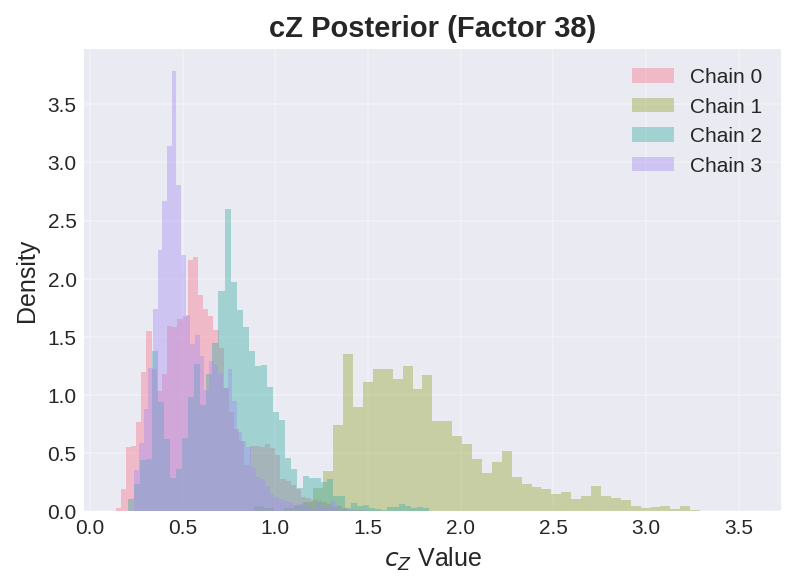 cZ Posterior (Factor 38)
Chain 0
Chain 1
Chain 2
Chain 3
Density
3.5
3.0
2.5
2.0
1.5
1.0
0.5
0.0
0.0 0.5 1.0 1.5 2.0 2.5 3.0 3.5
cZ Value